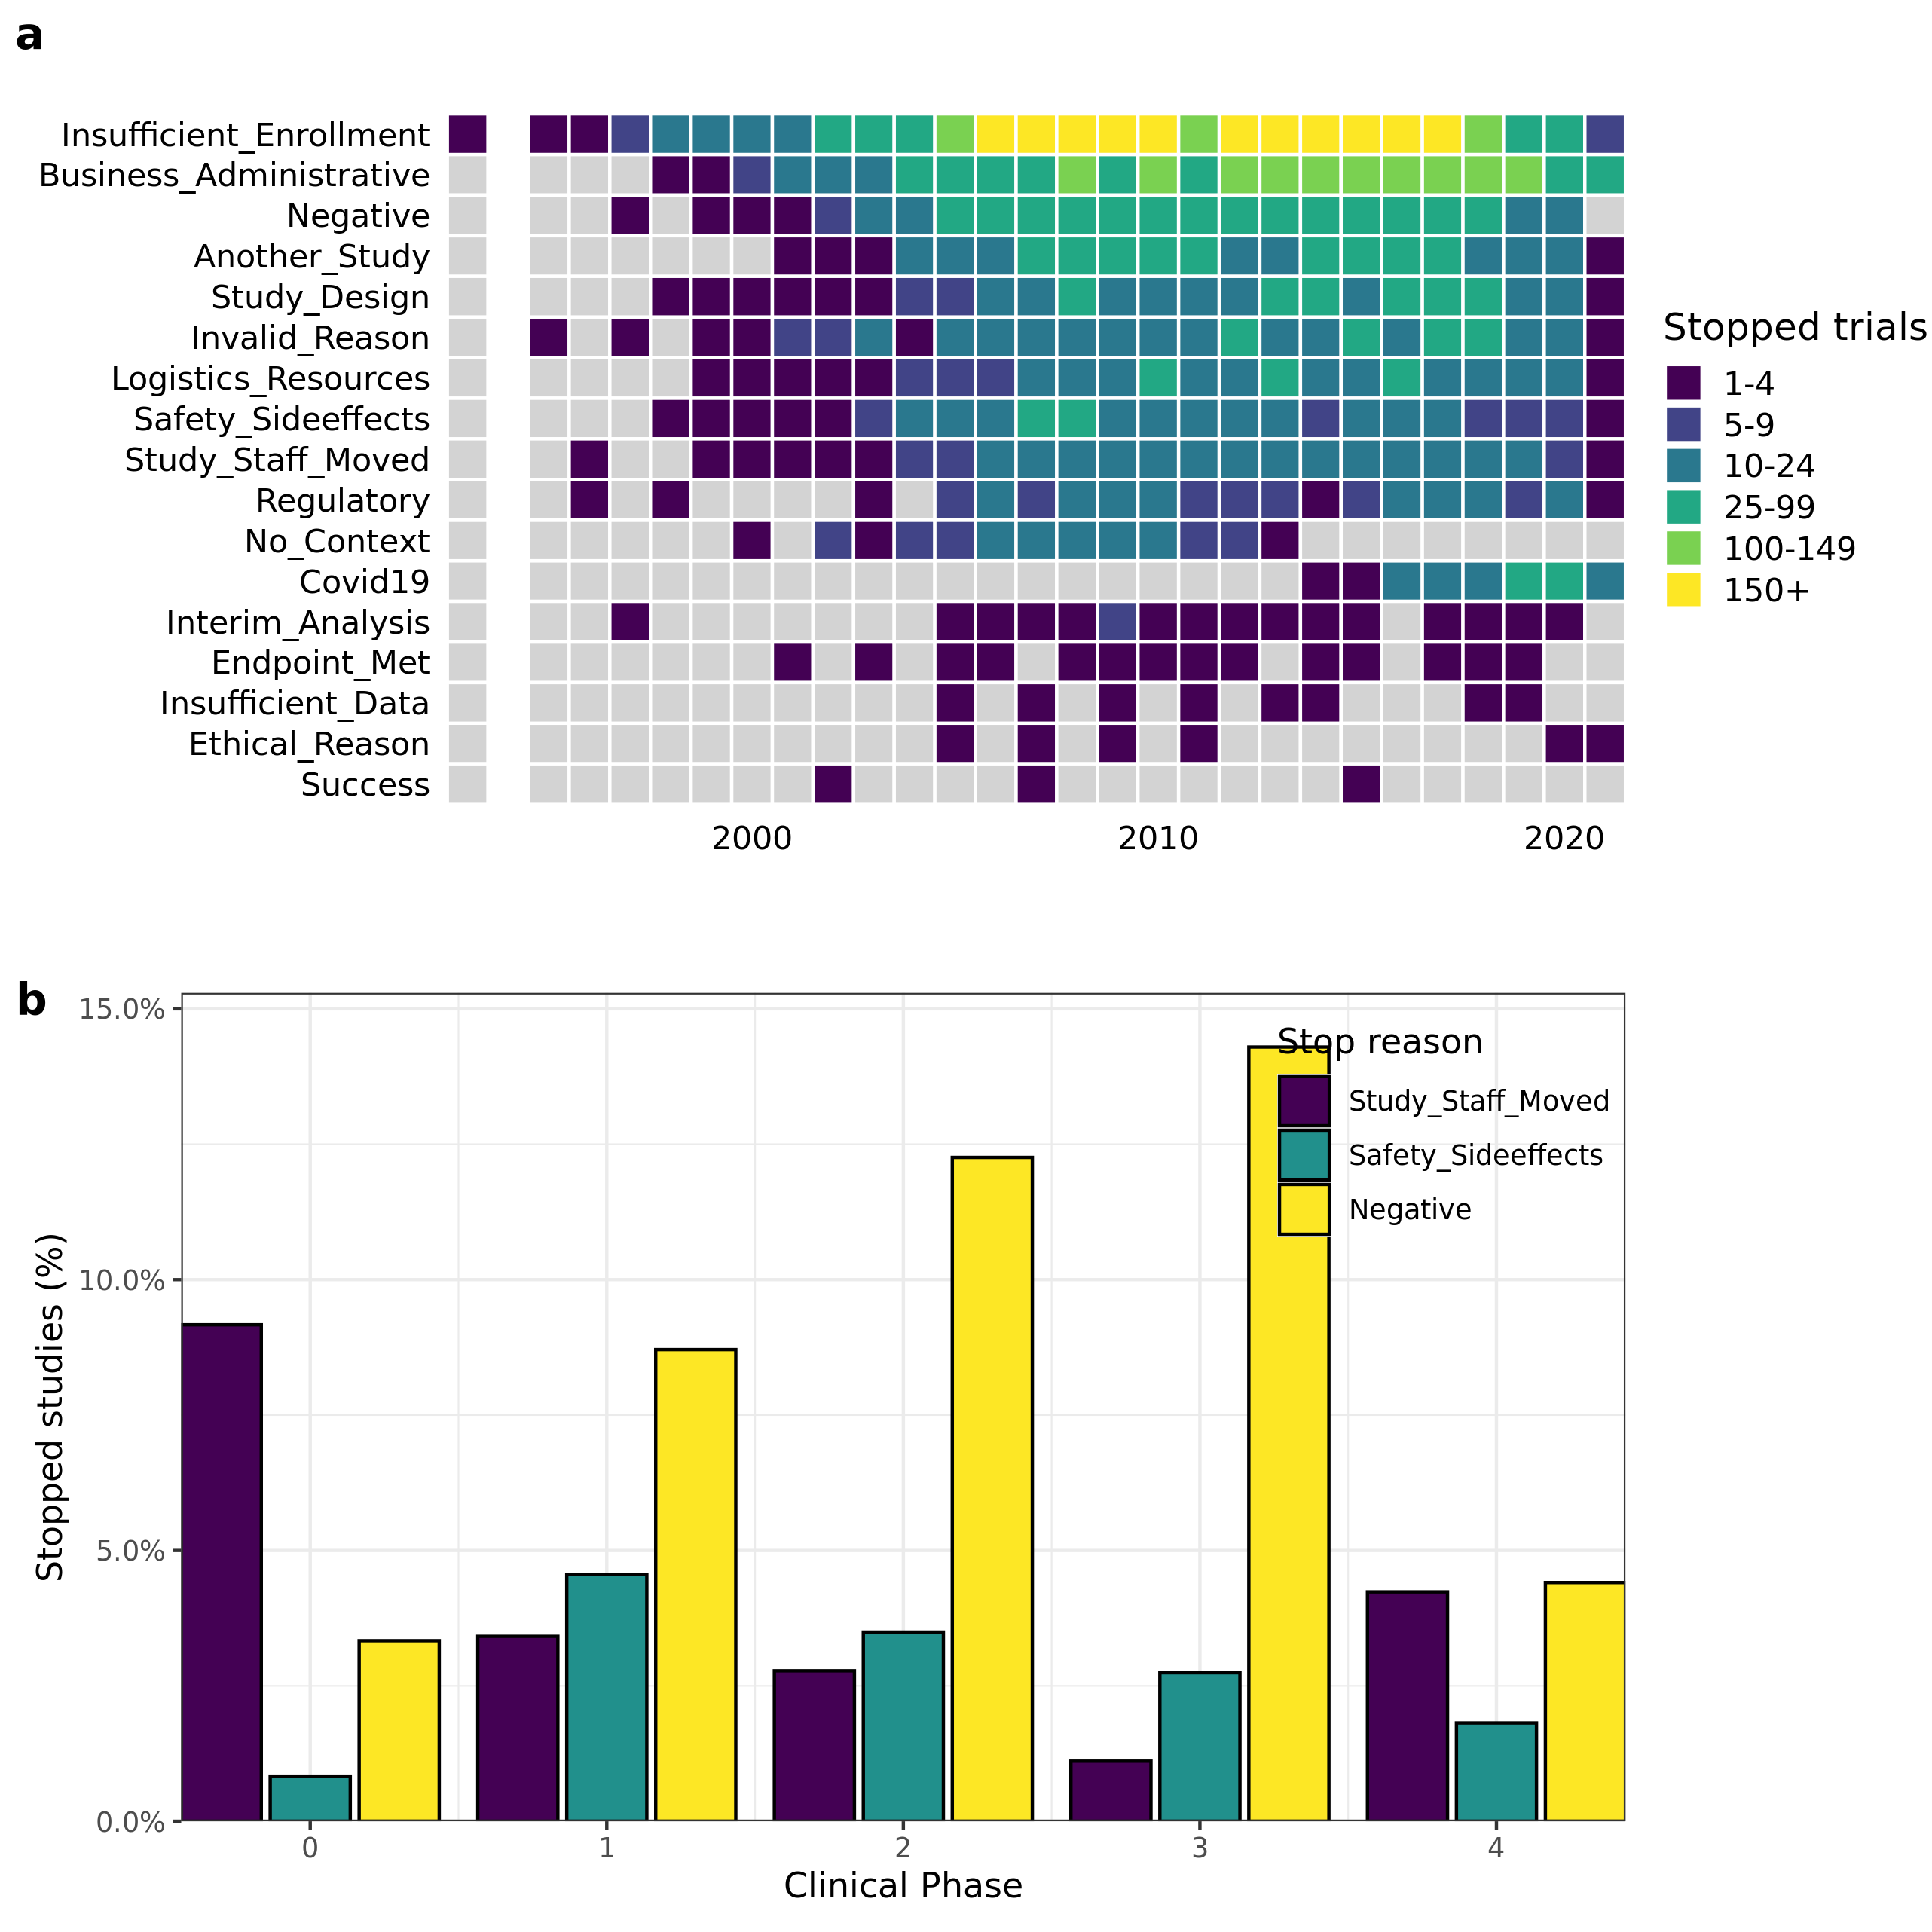 a
Insufficient_Enrollment
Business_Administrative
Negative
Another_Study
Study_Design
Invalid_Reason
Logistics_Resources
Safety_Sideeffects
Study_Staff_Moved
Regulatory
No_Context
Covid19
Interim_Analysis
Endpoint_Met
Insufficient_Data
Ethical_Reason
Success
2000 2010 2020
Stopped trials
1-4
5-9
10-24
25-99
100-149
150+
b
Stopped studies (%)
15.0%
10.0%
5.0%
0.0%
Stop reason
Study_Staff_Moved
Safety_Sideeffects
Negative
0 1 2 3 4
Clinical Phase